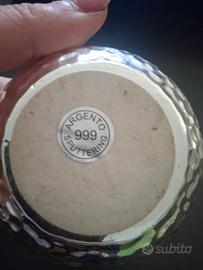 ARGENTO
999
SPUTTERING
subito